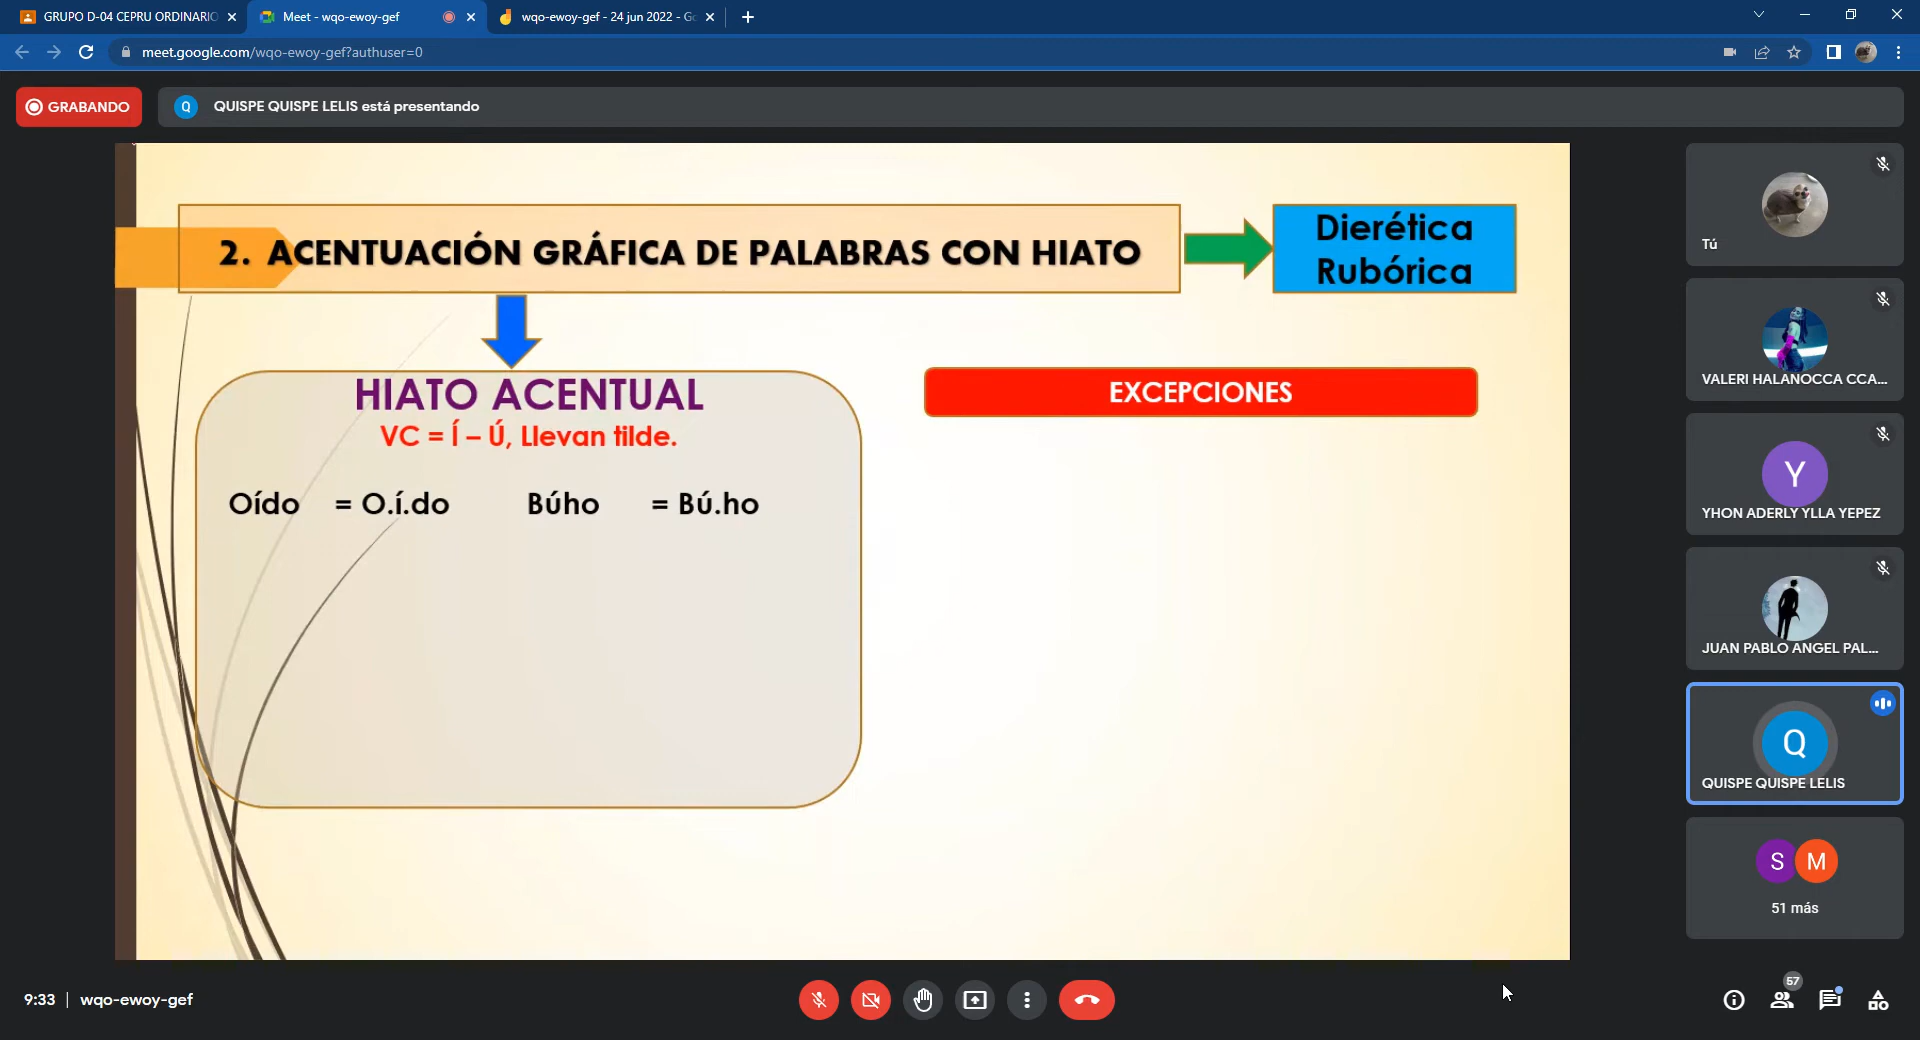 GRUPO D-04 CEPRU ORDINARIO
Meet - wqo-ewoy-gef
wqo-ewoy-gef - 24 jun 2022 - Go
meet.google.com/wqo-ewoy-gef?authuser=0
GRABANDO
Q
QUISPE QUISPE LELIS está presentando
2. ACENTUACIÓN GRÁFICA DE PALABRAS CON HIATO
Dierética
Rubórica
HIATO ACENTUAL
VC = Í – Ú, Llevan tilde.
Oído = O.í.do Búho = Bú.ho
EXCEPCIONES
Tú
VALERI HALANOCCA CCA...
Y
YHON ADERLY YLLA YEPEZ
JUAN PABLO ANGEL PAL...
Q
QUISPE QUISPE LELIS
S M
51 más
9:33 | wqo-ewoy-gef
57